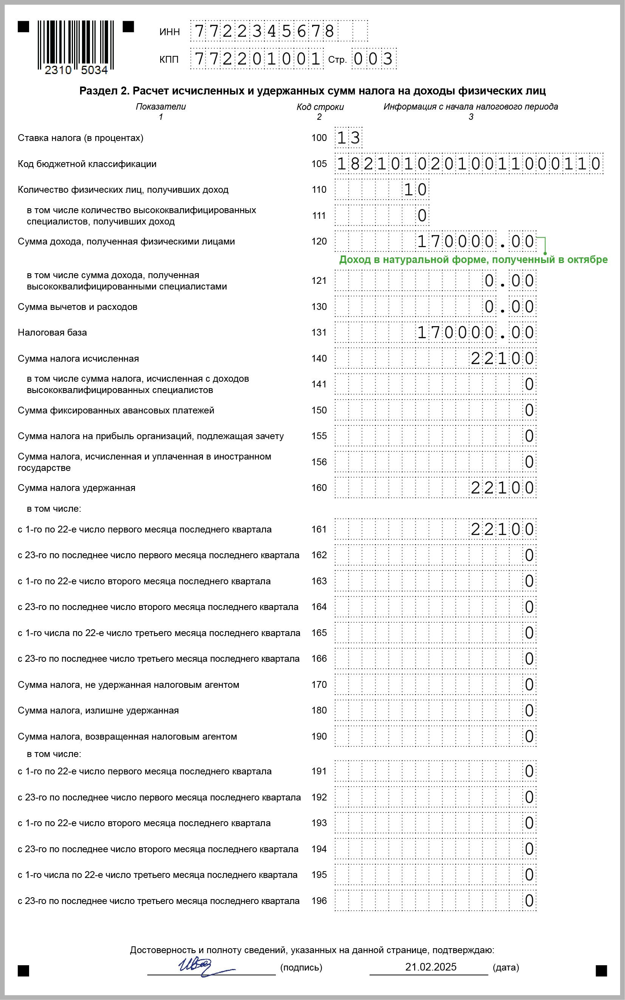 ИНН 7722345678
КПП 772201001 Стр. 003
2310 5034
Раздел 2. Расчет исчисленных и удержанных сумм налога на доходы физических лиц
Показатели Код строки Информация с начала налогового периода
1 2 3
Ставка налога (в процентах) 100 13
Код бюджетной классификации 105 18210102010011000110
Количество физических лиц, получивших доход 110 10
в том числе количество высококвалифицированных
специалистов, получивших доход 111 0
Сумма дохода, полученная физическими лицами 120 170000.00
Доход в натуральной форме, полученный в октябре
в том числе сумма дохода, полученная
высококвалифицированными специалистами 121 0.00
Сумма вычетов и расходов 130 0.00
Налоговая база 131 170000.00
Сумма налога исчисленная 140 22100
в том числе сумма налога, исчисленная с доходов
высококвалифицированных специалистов 141 0
Сумма фиксированных авансовых платежей 150 0
Сумма налога на прибыль организаций, подлежащая зачету 155 0
Сумма налога, исчисленная и уплаченная в иностранном
государстве 156 0
Сумма налога удержанная 160 22100
в том числе:
с 1-го по 22-е число первого месяца последнего квартала 161 22100
с 23-го по последнее число первого месяца последнего квартала 162 0
с 1-го по 22-е число второго месяца последнего квартала 163 0
с 23-го по последнее число второго месяца последнего квартала 164 0
с 1-го числа по 22-е число третьего месяца последнего квартала 165 0
с 23-го по последнее число третьего месяца последнего квартала 166 0
Сумма налога, не удержанная налоговым агентом 170 0
Сумма налога, излишне удержанная 180 0
Сумма налога, возвращенная налоговым агентом 190 0
в том числе:
с 1-го по 22-е число первого месяца последнего квартала 191 0
с 23-го по последнее число первого месяца последнего квартала 192 0
с 1-го по 22-е число второго месяца последнего квартала 193 0
с 23-го по последнее число второго месяца последнего квартала 194 0
с 1-го числа по 22-е число третьего месяца последнего квартала 195 0
с 23-го по последнее число третьего месяца последнего квартала 196 0
Достоверность и полноту сведений, указанных на данной странице, подтверждаю:
(подпись) 21.02.2025 (дата)